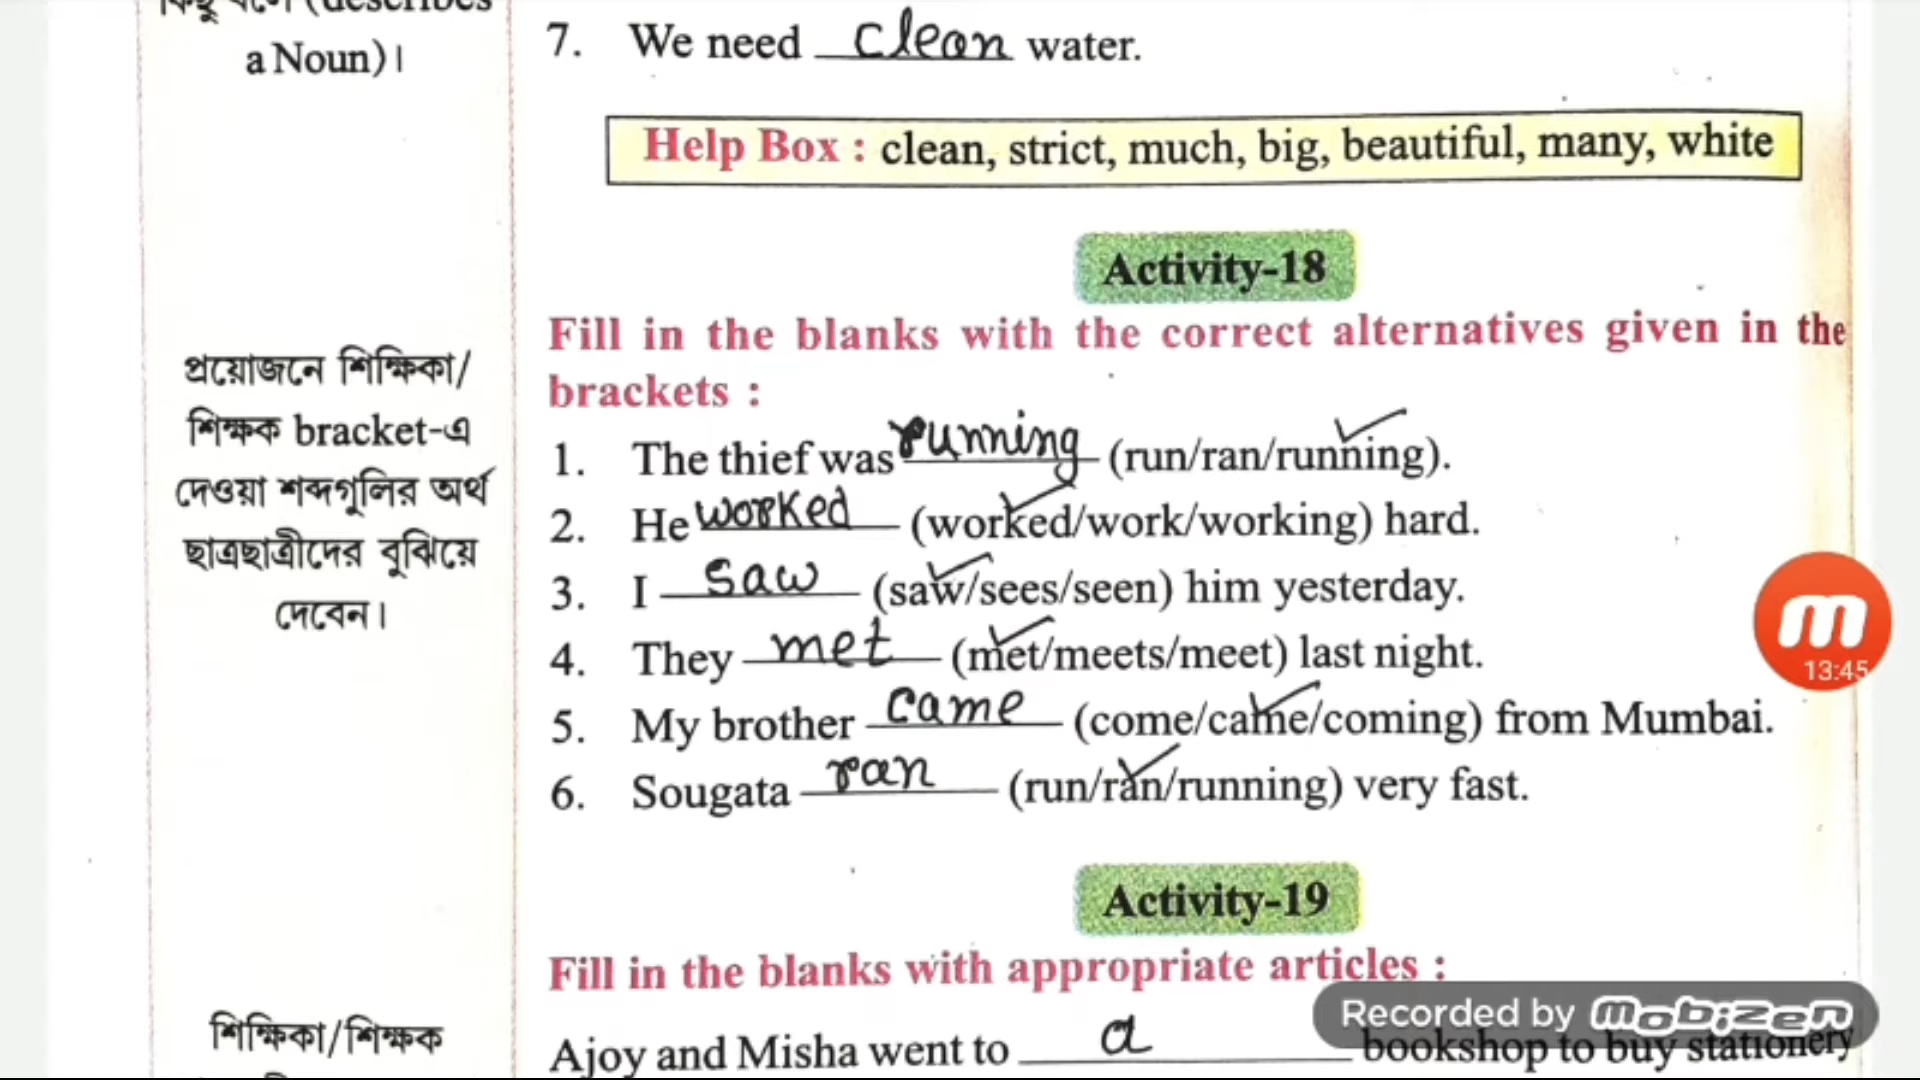 a Noun)।
7. We need clean water.
Help Box : clean, strict, much, big, beautiful, many, white
Activity-18
Fill in the blanks with the correct alternatives given in the
brackets :
প্রয়োজনে শিক্ষিকা/
শিক্ষক bracket-এ
দেওয়া শব্দগুলির অর্থ
ছাত্রছাত্রীদের বুঝিয়ে
দেবেন।
1. The thief was running (run/ran/running).
2. He worked (worked/work/working) hard.
3. I saw (saw/sees/seen) him yesterday.
4. They met (met/meets/meet) last night.
5. My brother came (come/came/coming) from Mumbai.
6. Sougata ran (run/ran/running) very fast.
13:45
Activity-19
Fill in the blanks with appropriate articles :
শিক্ষিকা/শিক্ষক
Ajoy and Misha went to a bookshop to buy stationery
Recorded by mobizen